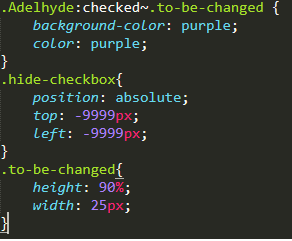 .Adelhyde:checked~.to-be-changed {
    background-color: purple;
    color: purple;
}
.hide-checkbox{
    position: absolute;
    top: -9999px;
    left: -9999px;
}
.to-be-changed{
    height: 90%;
    width: 25px;
}